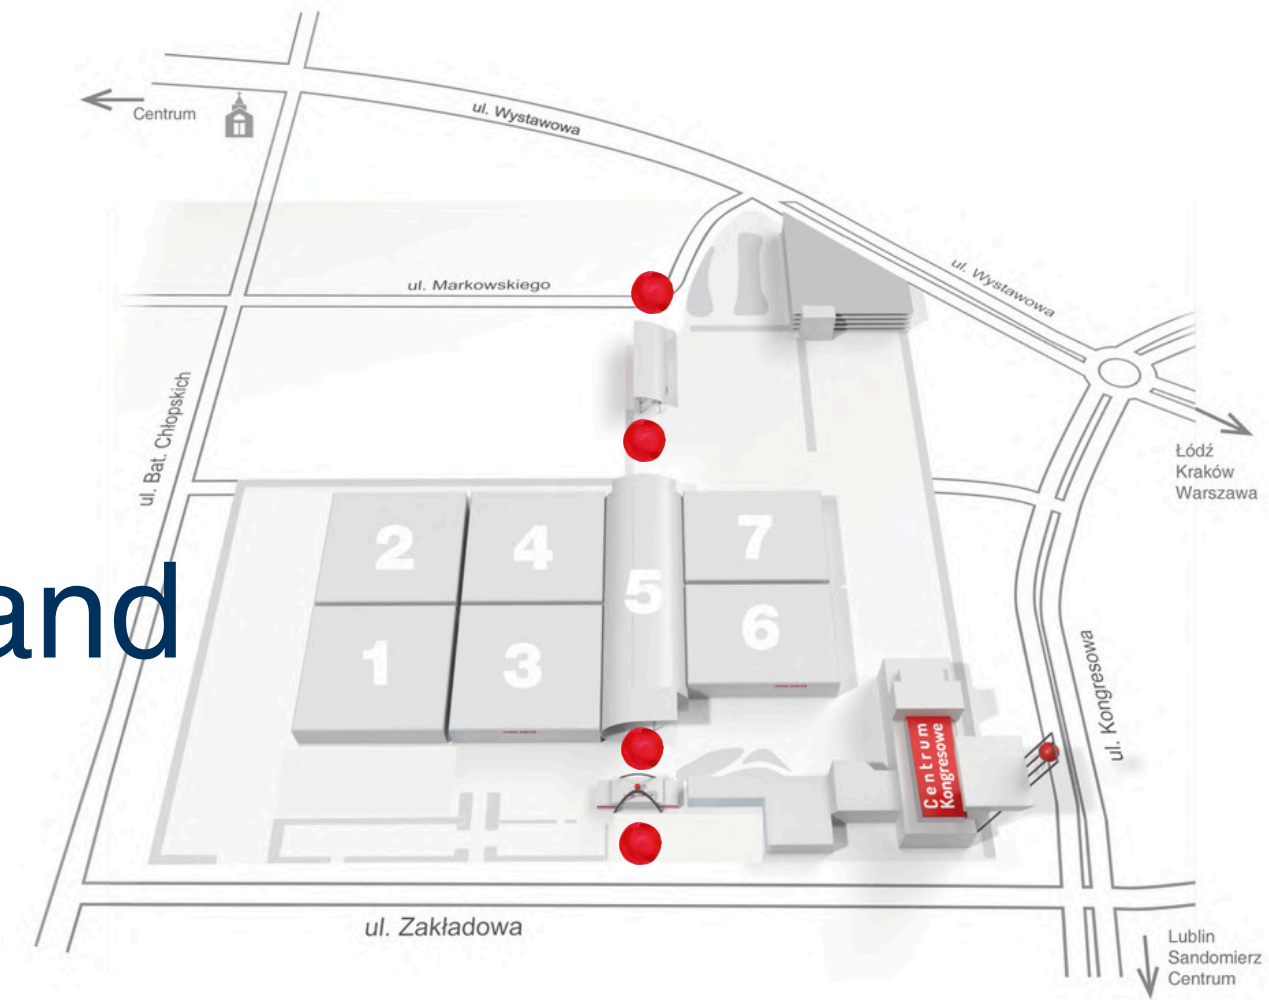 Centrum
ul. Wystawowa
ul. Wystawowa
ul. Markowskiego
Łódź
Kraków
Warszawa
ul. Bat. Chłopskich
2
4
7
5
and
1
3
6
ul. Kongresowa
Centrum
Kongresowe
ul. Zakładowa
Lublin
Sandomierz
Centrum